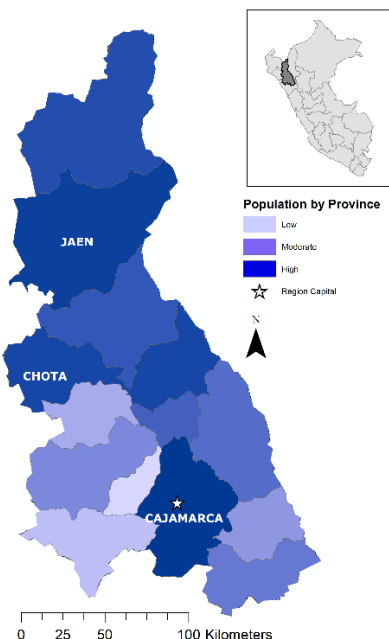 Population by Province
Low
Moderate
High
Region Capital
N
JAEN
CHOTA
CAJAMARCA
0 25 50 100 Kilometers